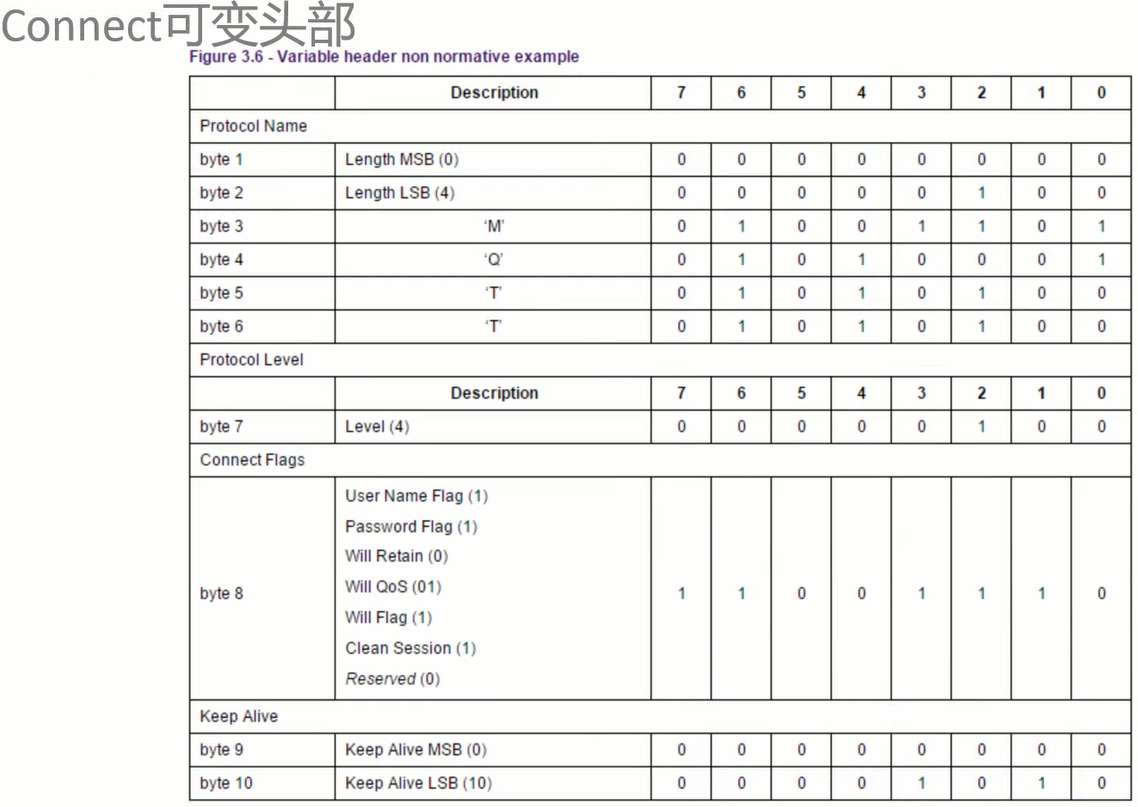 Connect可变头部
Figure 3.6 - Variable header non normative example
Description 7 6 5 4 3 2 1 0
Protocol Name
byte 1 Length MSB (0) 0 0 0 0 0 0 0 0
byte 2 Length LSB (4) 0 0 0 0 0 1 0 0
byte 3 ‘M’ 0 1 0 0 1 1 0 1
byte 4 ‘Q’ 0 1 0 1 0 0 0 1
byte 5 ‘T’ 0 1 0 1 0 1 0 0
byte 6 ‘T’ 0 1 0 1 0 1 0 0
Protocol Level
Description 7 6 5 4 3 2 1 0
byte 7 Level (4) 0 0 0 0 0 1 0 0
Connect Flags
User Name Flag (1)
Password Flag (1)
Will Retain (0)
Will QoS (01)
byte 8 1 1 0 0 1 1 1 0
Will Flag (1)
Clean Session (1)
Reserved (0)
Keep Alive
byte 9 Keep Alive MSB (0) 0 0 0 0 0 0 0 0
byte 10 Keep Alive LSB (10) 0 0 0 0 1 0 1 0